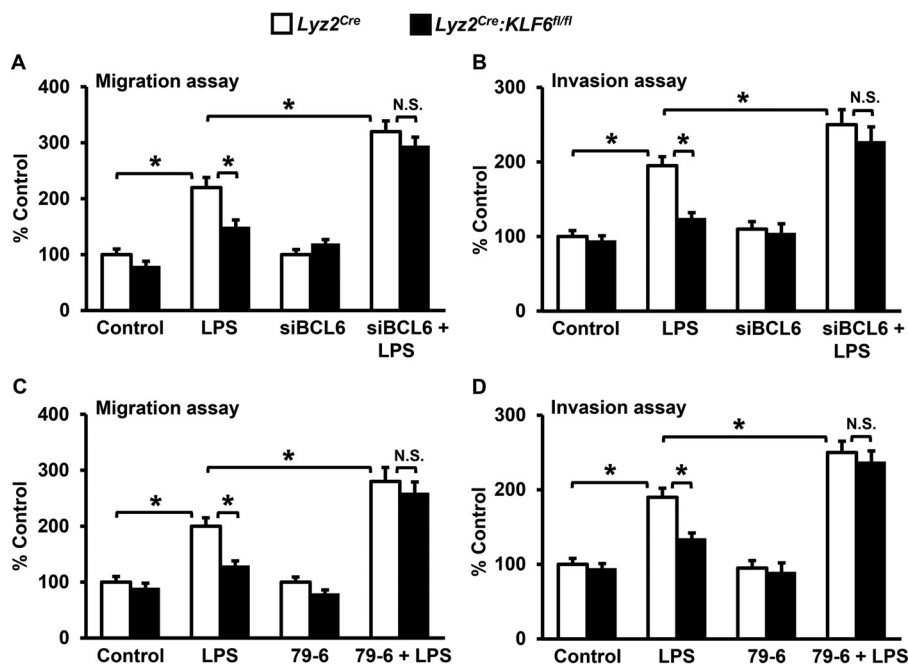 Lyz2Cre Lyz2Cre:KLF6fl/fl
A
Migration assay
% Control
400
300
200
100
0
*
*
*
N.S.
Control LPS siBCL6 siBCL6 +
LPS
B
Invasion assay
% Control
300
200
100
0
*
*
*
N.S.
Control LPS siBCL6 siBCL6 +
LPS
C
Migration assay
% Control
400
300
200
100
0
*
*
*
N.S.
Control LPS 79-6 79-6 + LPS
D
Invasion assay
% Control
300
200
100
0
*
*
*
N.S.
Control LPS 79-6 79-6 + LPS